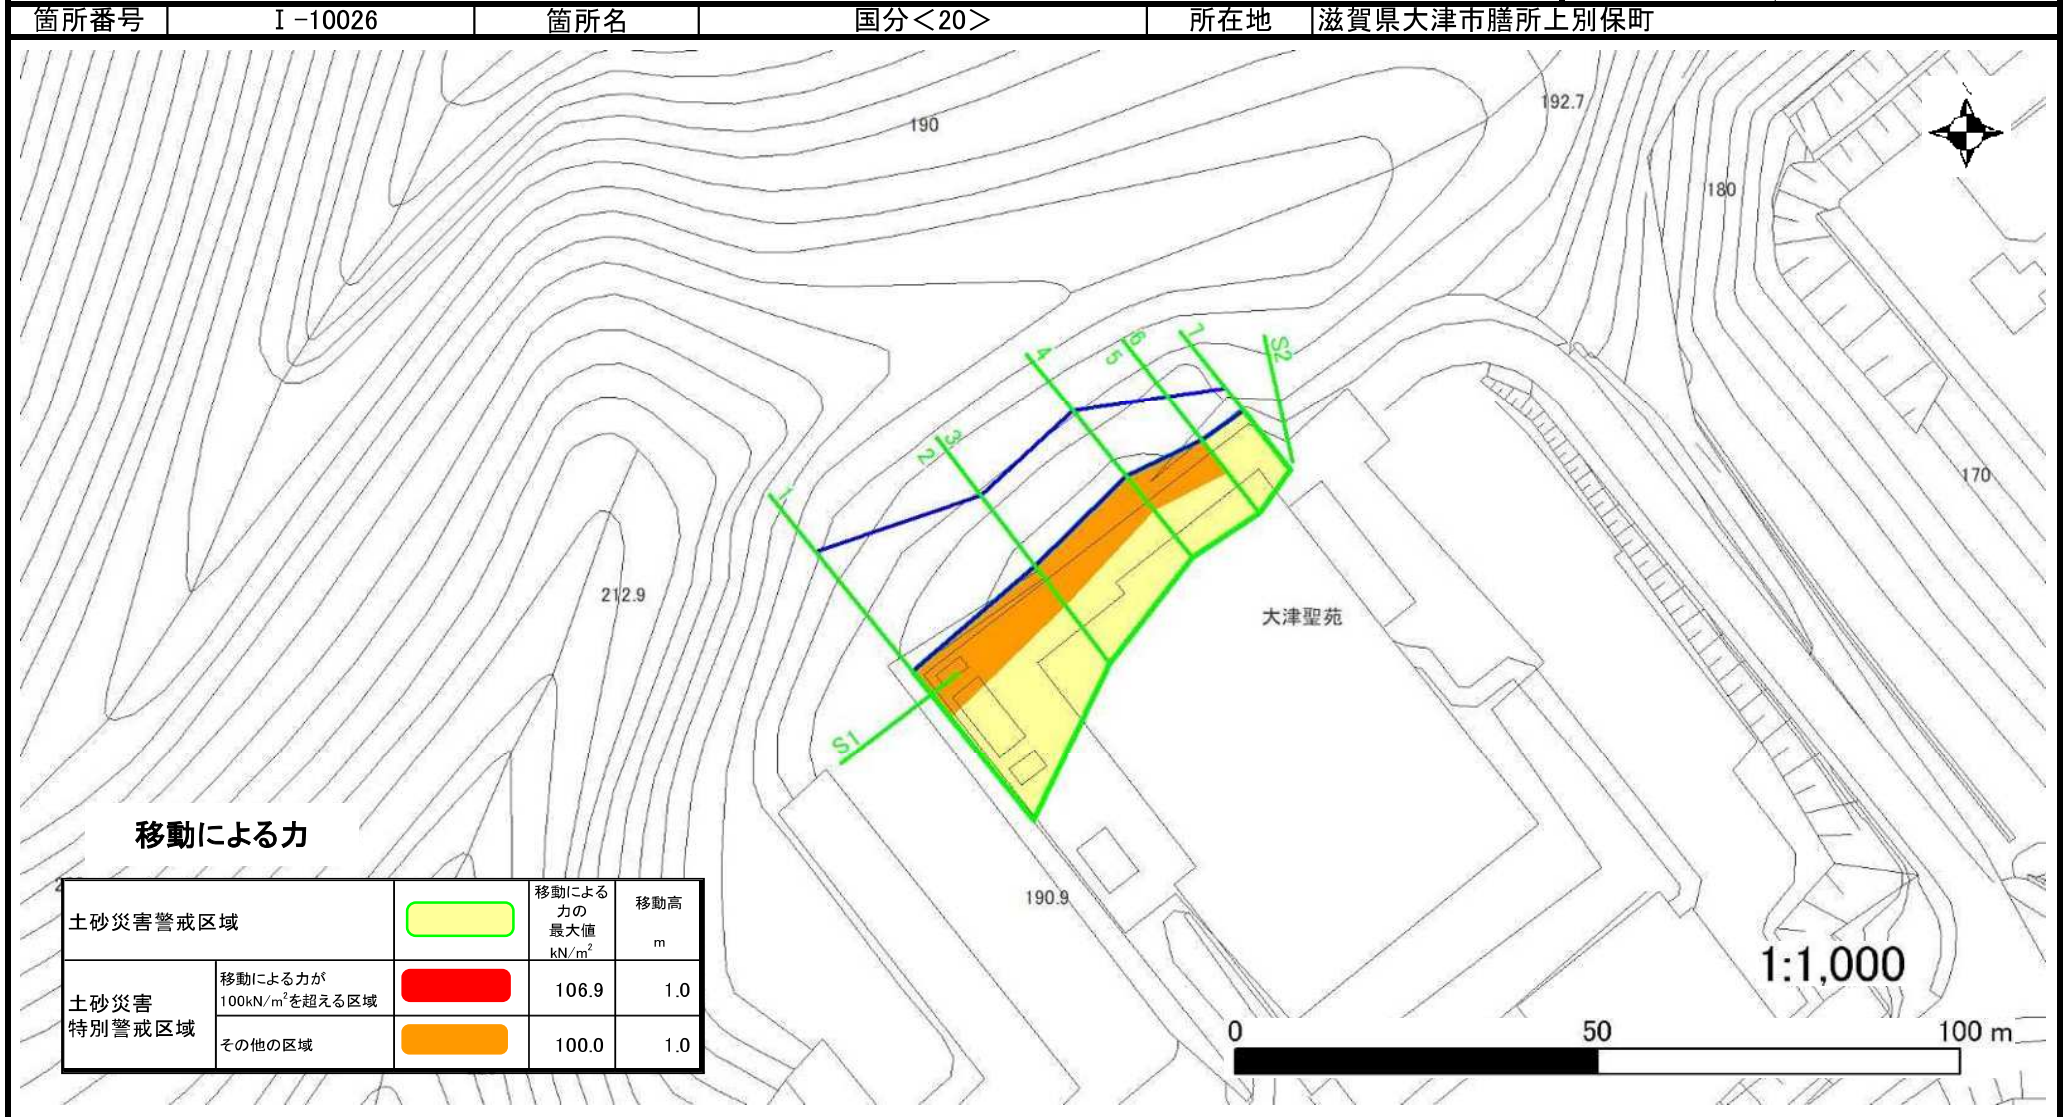 箇所番号 Ⅰ-10026 箇所名 国分<20> 所在地 滋賀県大津市膳所上別保町
190
192.7
180
170
212.9
190.9
大津聖苑
1
2
3
4
5
6
7
S1
S2
移動による力
土砂災害警戒区域
移動による
力の
最大値
kN/m²
移動高
m
土砂災害
特別警戒区域
移動による力が
100kN/m²を超える区域
106.9 1.0
その他の区域
100.0 1.0
1:1,000
0 50 100 m